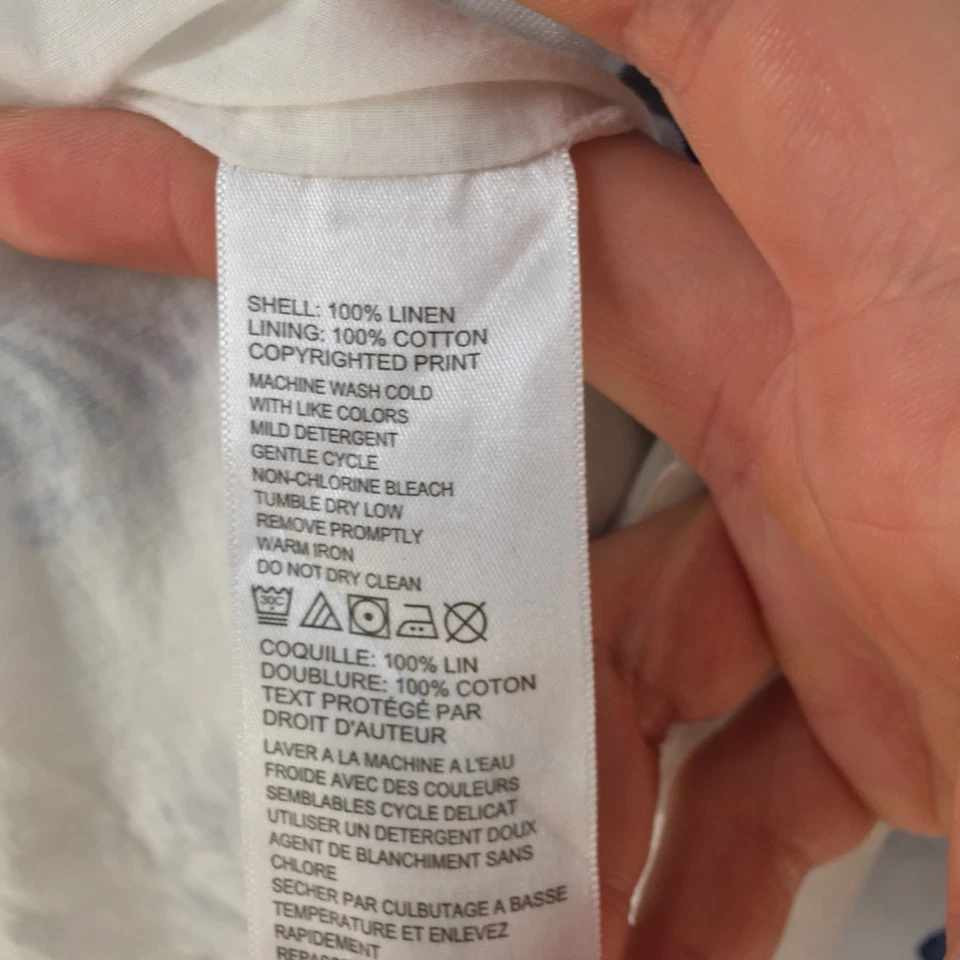 SHELL: 100% LINEN
LINING: 100% COTTON
COPYRIGHTED PRINT
MACHINE WASH COLD
WITH LIKE COLORS
MILD DETERGENT
GENTLE CYCLE
NON-CHLORINE BLEACH
TUMBLE DRY LOW
REMOVE PROMPTLY
WARM IRON
DO NOT DRY CLEAN
30C
COQUILLE: 100% LIN
DOUBLURE: 100% COTON
TEXT PROTÉGÉ PAR
DROIT D'AUTEUR
LAVER A LA MACHINE A L'EAU
FROIDE AVEC DES COULEURS
SEMBLABLES CYCLE DELICAT
UTILISER UN DETERGENT DOUX
AGENT DE BLANCHIMENT SANS
CHLORE
SECHER PAR CULBUTAGE A BASSE
TEMPERATURE ET ENLEVEZ
RAPIDEMENT